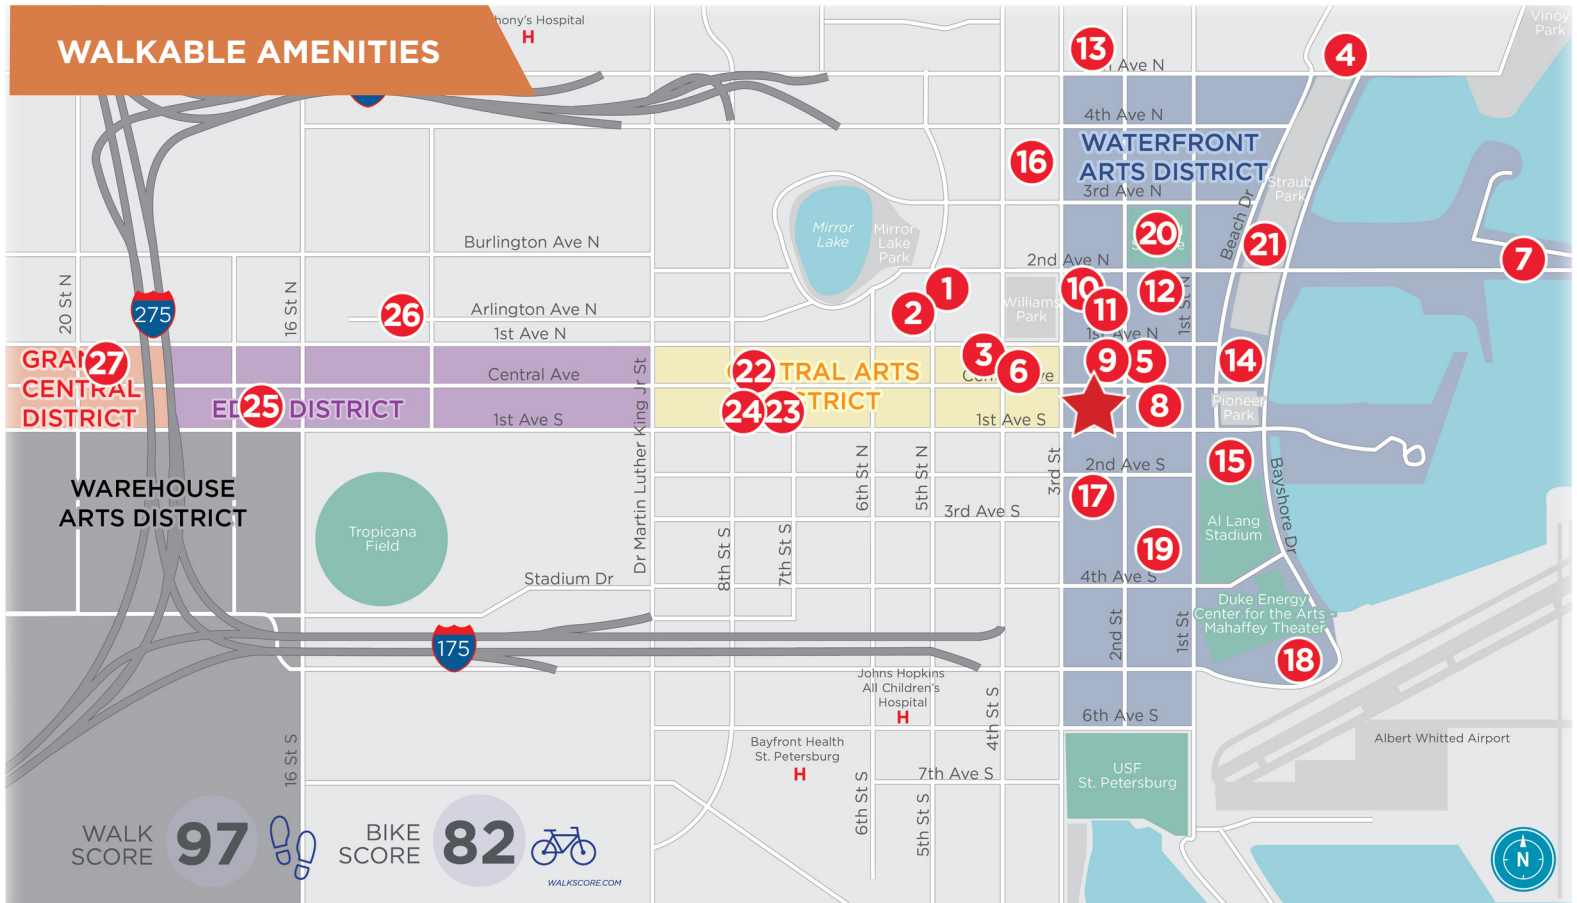 WALKABLE AMENITIES
hony's Hospital
H
Vinoy
Park
13
4
Ave N
4th Ave N
WATERFRONT
ARTS DISTRICT
16
3rd Ave N
Straub
Park
Beach Dr
Mirror
Lake
Mirror
Lake
Park
20
21
7
Burlington Ave N
2nd Ave N
1
2
10
11
12
1st St N
Williams
Park
20 St N
275
16 St N
26
Arlington Ave N
1st Ave N
1st Ave N
GRAN
CENTRAL
DISTRICT
27
Central Ave
22
TRAL ARTS
STRICT
3
6
9
5
14
25
DISTRICT
1st Ave S
24
23
1st Ave S
8
Pioneer
Park
Dr Martin Luther King Jr St
WAREHOUSE
ARTS DISTRICT
Tropicana
Field
6th St N
5th St N
3rd St
2nd Ave S
15
Bayshore Dr
17
3rd Ave S
Al Lang
Stadium
19
8th St S
7th St S
Stadium Dr
4th Ave S
Duke Energy
Center for the Arts -
Mahaffey Theater
18
2nd St
1st St
175
Johns Hopkins
All Children's
Hospital
H
4th St S
6th Ave S
Albert Whitted Airport
Bayfront Health
St. Petersburg
H
7th Ave S
USF
St. Petersburg
16 St S
6th St S
5th St S
WALK
SCORE
97
BIKE
SCORE
82
WALKSCORE.COM
N